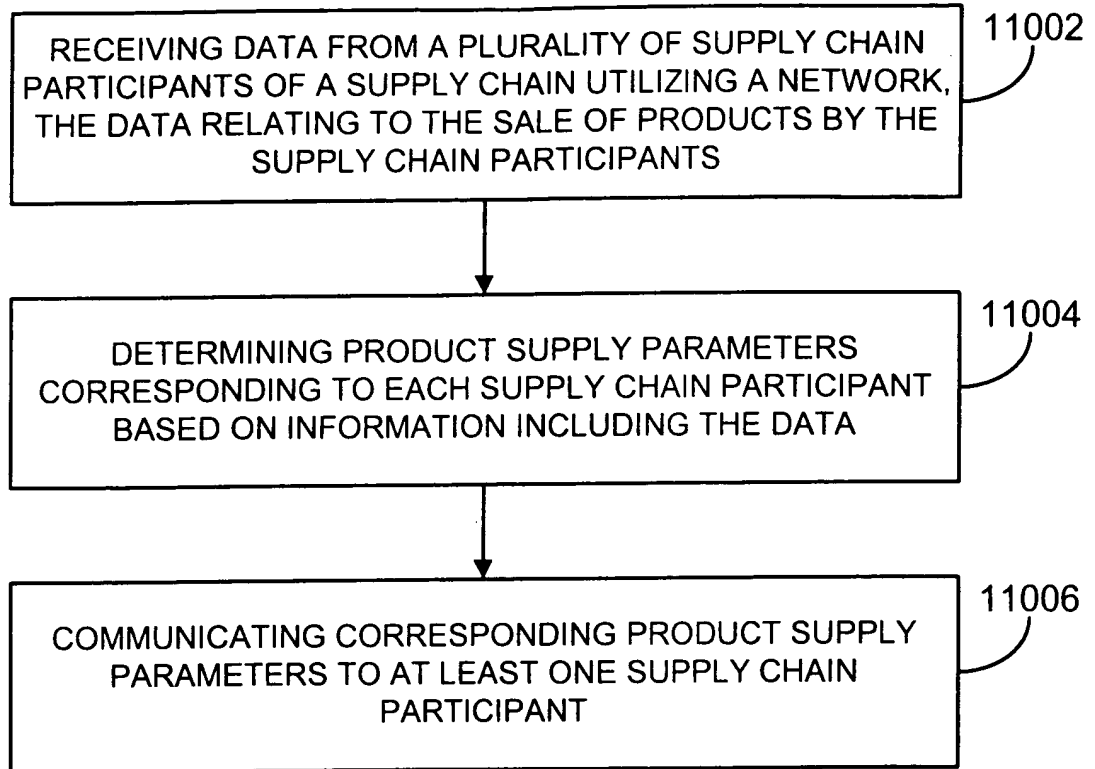 RECEIVING DATA FROM A PLURALITY OF SUPPLY CHAIN
PARTICIPANTS OF A SUPPLY CHAIN UTILIZING A NETWORK,
THE DATA RELATING TO THE SALE OF PRODUCTS BY THE
SUPPLY CHAIN PARTICIPANTS
11002
DETERMINING PRODUCT SUPPLY PARAMETERS
CORRESPONDING TO EACH SUPPLY CHAIN PARTICIPANT
BASED ON INFORMATION INCLUDING THE DATA
11004
COMMUNICATING CORRESPONDING PRODUCT SUPPLY
PARAMETERS TO AT LEAST ONE SUPPLY CHAIN
PARTICIPANT
11006